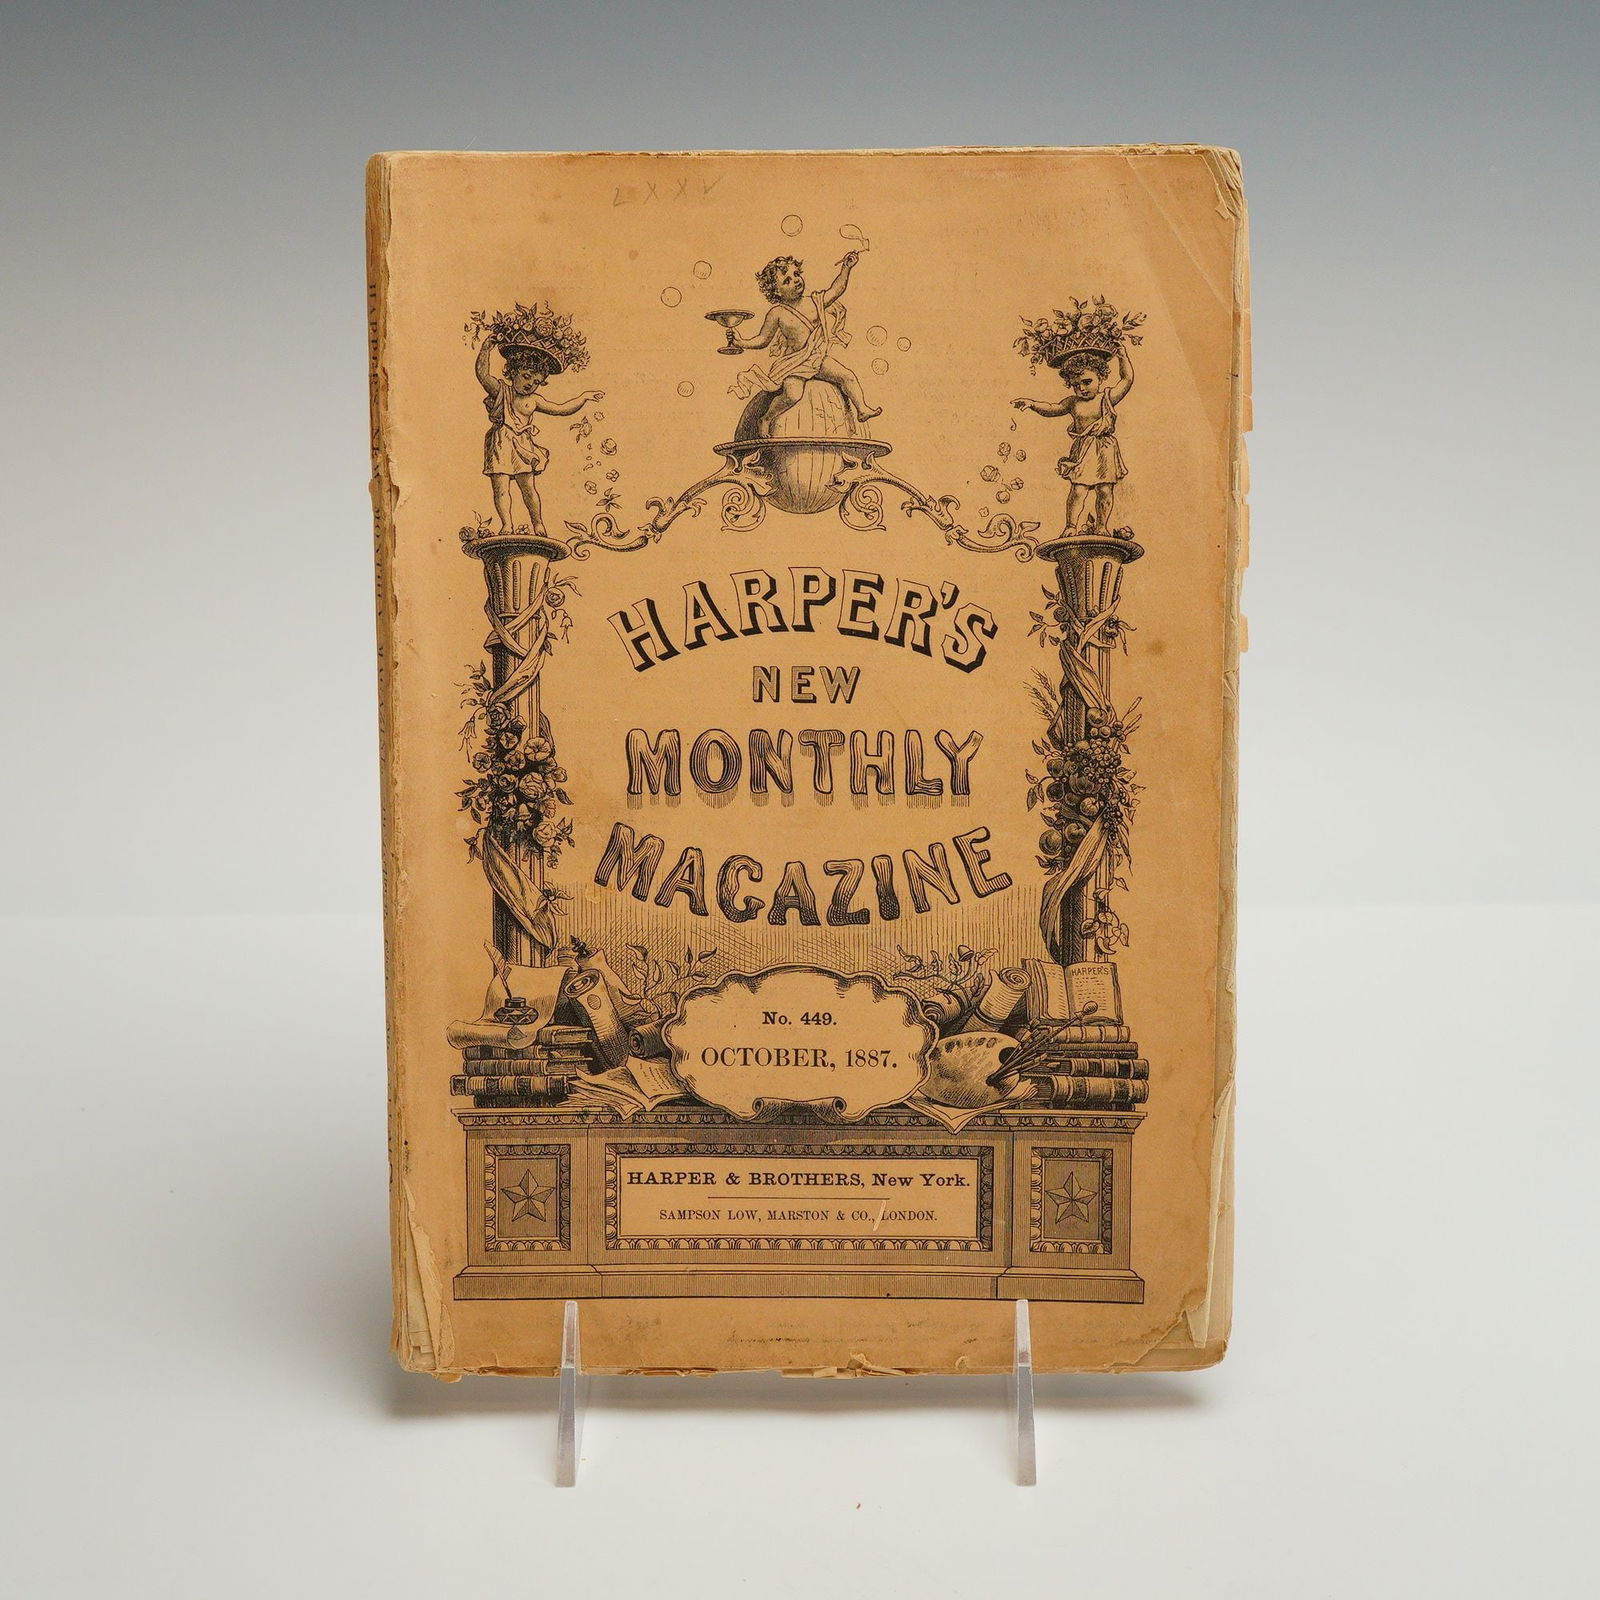 LXXV
HARPER'S
NEW
MONTHLY
MAGAZINE
HARPER'S
No. 449.
OCTOBER, 1887.
HARPER & BROTHERS, New York.
SAMPSON LOW, MARSTON & CO., LONDON.